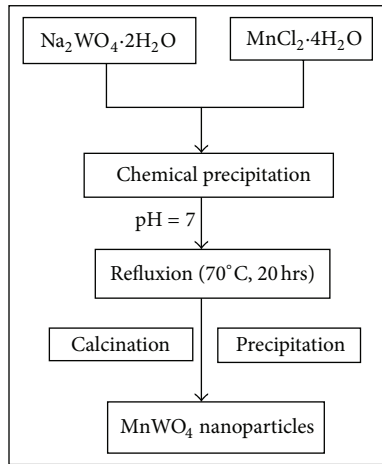 Na₂WO₄·2H₂O
MnCl₂·4H₂O
Chemical precipitation
pH = 7
Refluxion (70°C, 20 hrs)
Calcination
Precipitation
MnWO₄ nanoparticles